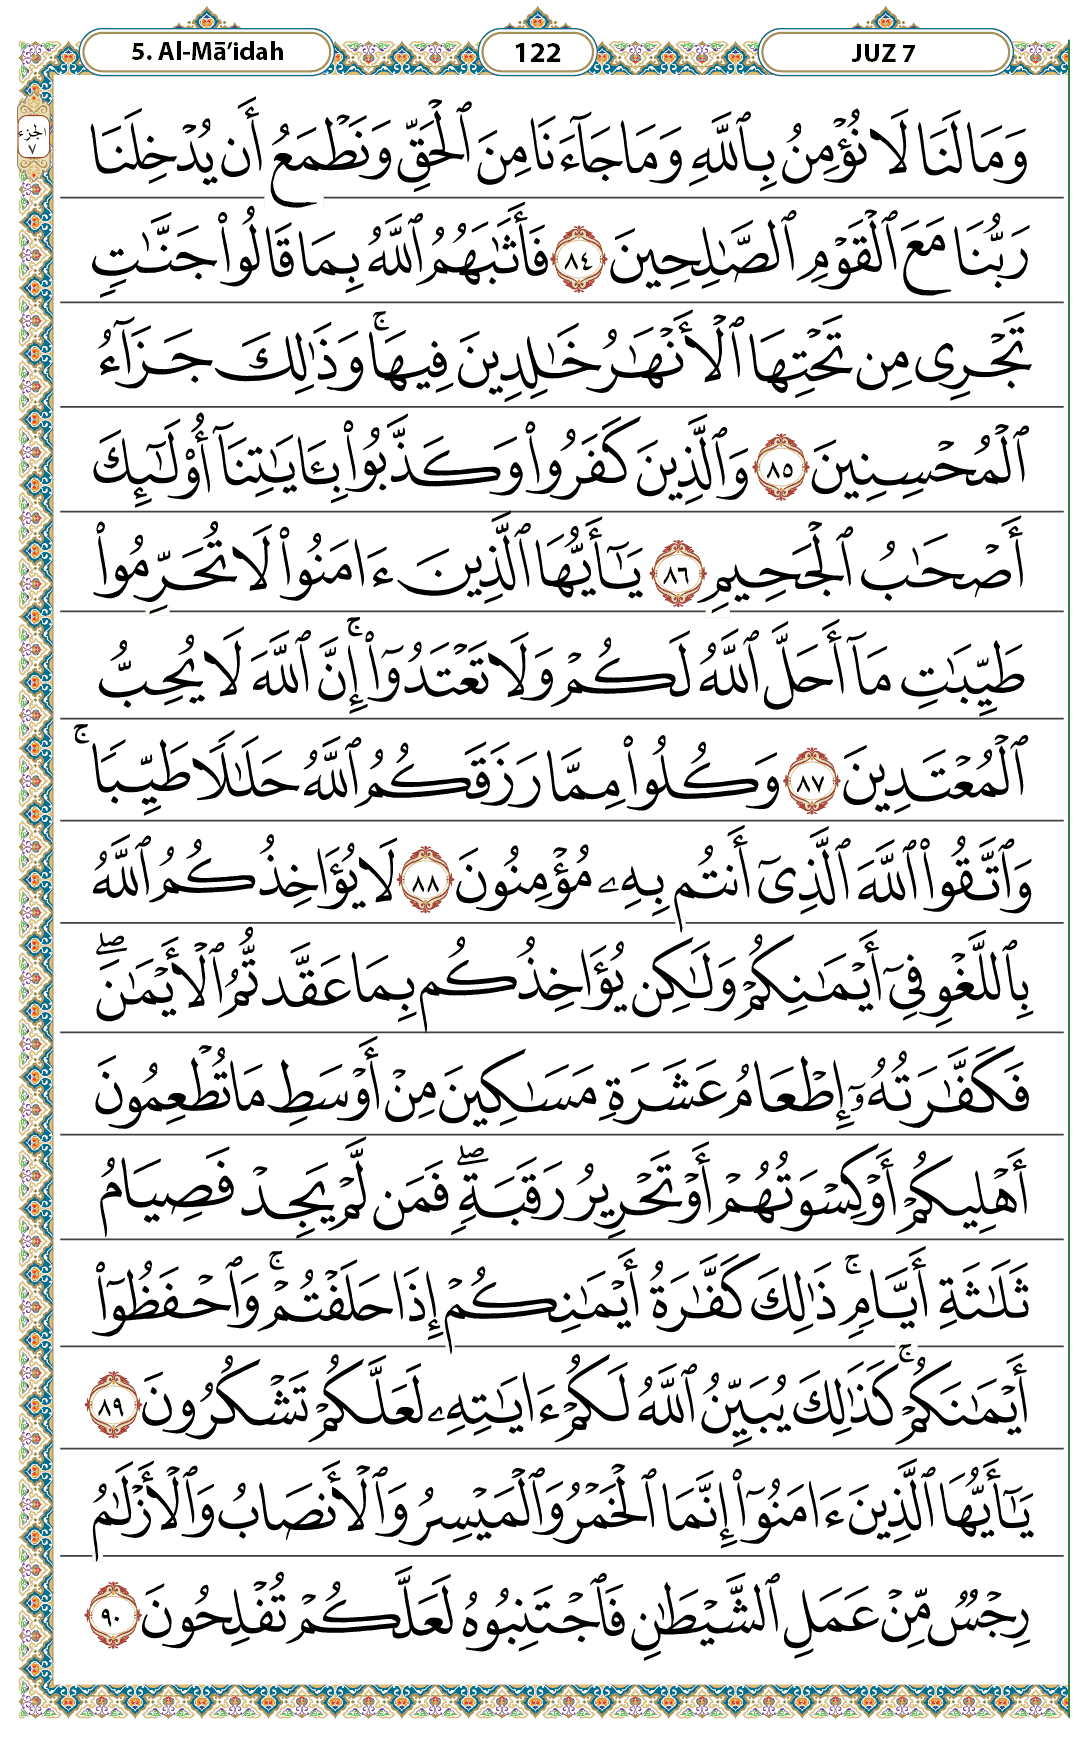 5. Al-Mā’idah
122
JUZ 7
الجزء
٧
وَمَا لَنَا لَا نُؤْمِنُ بِٱللَّهِ وَمَا جَآءَنَا مِنَ ٱلْحَقِّ وَنَطْمَعُ أَن يُدْخِلَنَا
رَبُّنَا مَعَ ٱلْقَوْمِ ٱلصَّـٰلِحِينَ ٨٤ فَأَثَـٰبَهُمُ ٱللَّهُ بِمَا قَالُوا۟ جَنَّـٰتٍ
تَجْرِى مِن تَحْتِهَا ٱلْأَنْهَـٰرُ خَـٰلِدِينَ فِيهَا ۚ وَذَٰلِكَ جَزَآءُ
ٱلْمُحْسِنِينَ ٨٥ وَٱلَّذِينَ كَفَرُوا۟ وَكَذَّبُوا۟ بِـَٔايَـٰتِنَآ أُو۟لَـٰٓئِكَ
أَصْحَـٰبُ ٱلْجَحِيمِ ٨٦ يَـٰٓأَيُّهَا ٱلَّذِينَ ءَامَنُوا۟ لَا تُحَرِّمُوا۟
طَيِّبَـٰتِ مَآ أَحَلَّ ٱللَّهُ لَكُمْ وَلَا تَعْتَدُوٓا۟ ۚ إِنَّ ٱللَّهَ لَا يُحِبُّ
ٱلْمُعْتَدِينَ ٨٧ وَكُلُوا۟ مِمَّا رَزَقَكُمُ ٱللَّهُ حَلَـٰلًا طَيِّبًا ۚ
وَٱتَّقُوا۟ ٱللَّهَ ٱلَّذِىٓ أَنتُم بِهِۦ مُؤْمِنُونَ ٨٨ لَا يُؤَاخِذُكُمُ ٱللَّهُ
بِٱللَّغْوِ فِىٓ أَيْمَـٰنِكُمْ وَلَـٰكِن يُؤَاخِذُكُم بِمَا عَقَّدتُّمُ ٱلْأَيْمَـٰنَ ۖ
فَكَفَّـٰرَتُهُۥٓ إِطْعَامُ عَشَرَةِ مَسَـٰكِينَ مِنْ أَوْسَطِ مَا تُطْعِمُونَ
أَهْلِيكُمْ أَوْ كِسْوَتُهُمْ أَوْ تَحْرِيرُ رَقَبَةٍ ۖ فَمَن لَّمْ يَجِدْ فَصِيَامُ
ثَلَـٰثَةِ أَيَّامٍ ۚ ذَٰلِكَ كَفَّـٰرَةُ أَيْمَـٰنِكُمْ إِذَا حَلَفْتُمْ ۚ وَٱحْفَظُوٓا۟
أَيْمَـٰنَكُمْ ۚ كَذَٰلِكَ يُبَيِّنُ ٱللَّهُ لَكُمْ ءَايَـٰتِهِۦ لَعَلَّكُمْ تَشْكُرُونَ ٨٩
يَـٰٓأَيُّهَا ٱلَّذِينَ ءَامَنُوٓا۟ إِنَّمَا ٱلْخَمْرُ وَٱلْمَيْسِرُ وَٱلْأَنصَابُ وَٱلْأَزْلَـٰمُ
رِجْسٌ مِّنْ عَمَلِ ٱلشَّيْطَـٰنِ فَٱجْتَنِبُوهُ لَعَلَّكُمْ تُفْلِحُونَ ٩٠